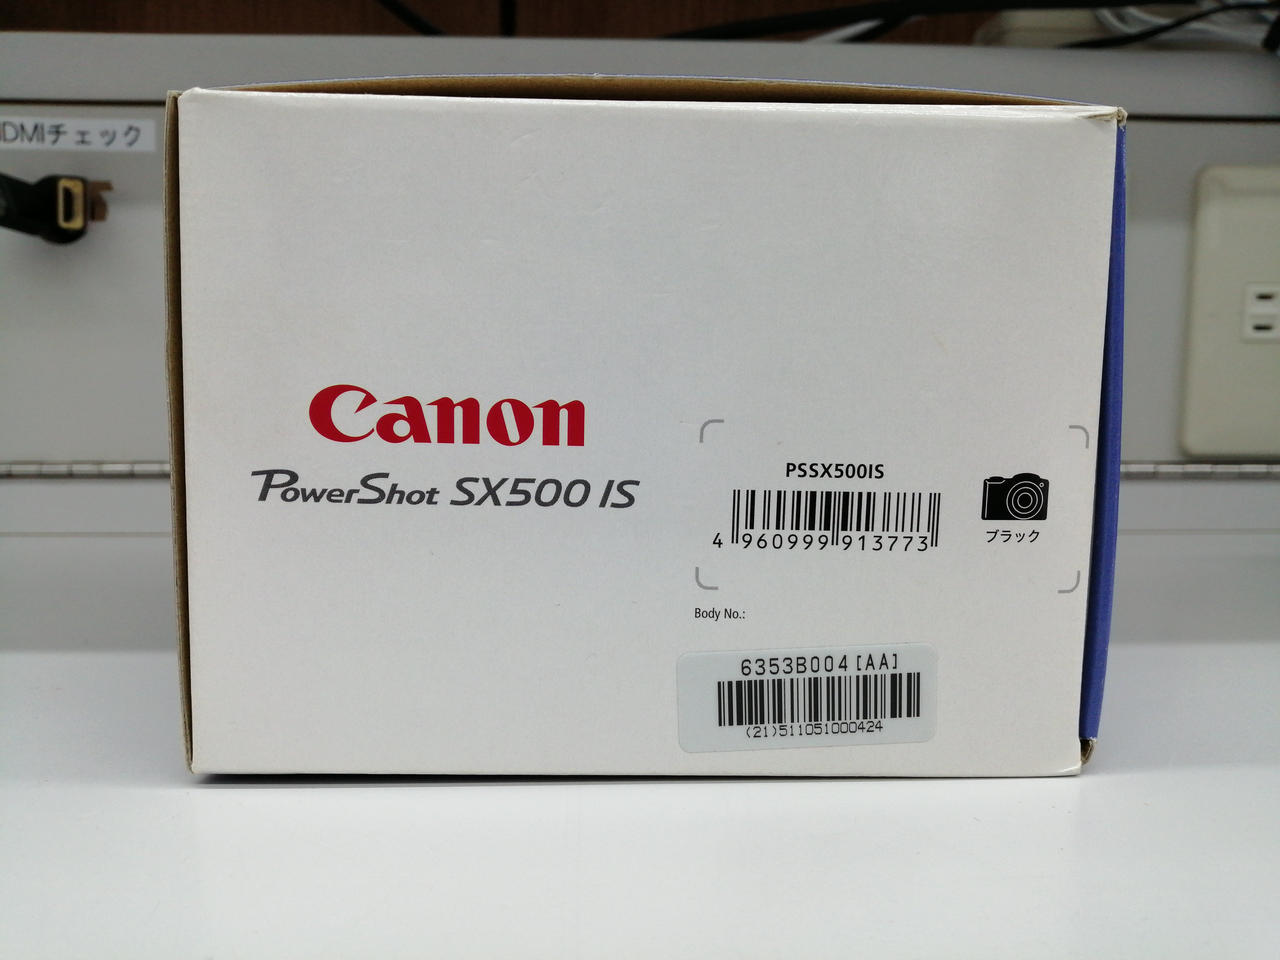 HDMIチェック
Canon
PowerShot SX500 IS
PSSX500IS
4 960999 913773
ブラック
Body No.:
6353B004[AA]
(21)511051000424